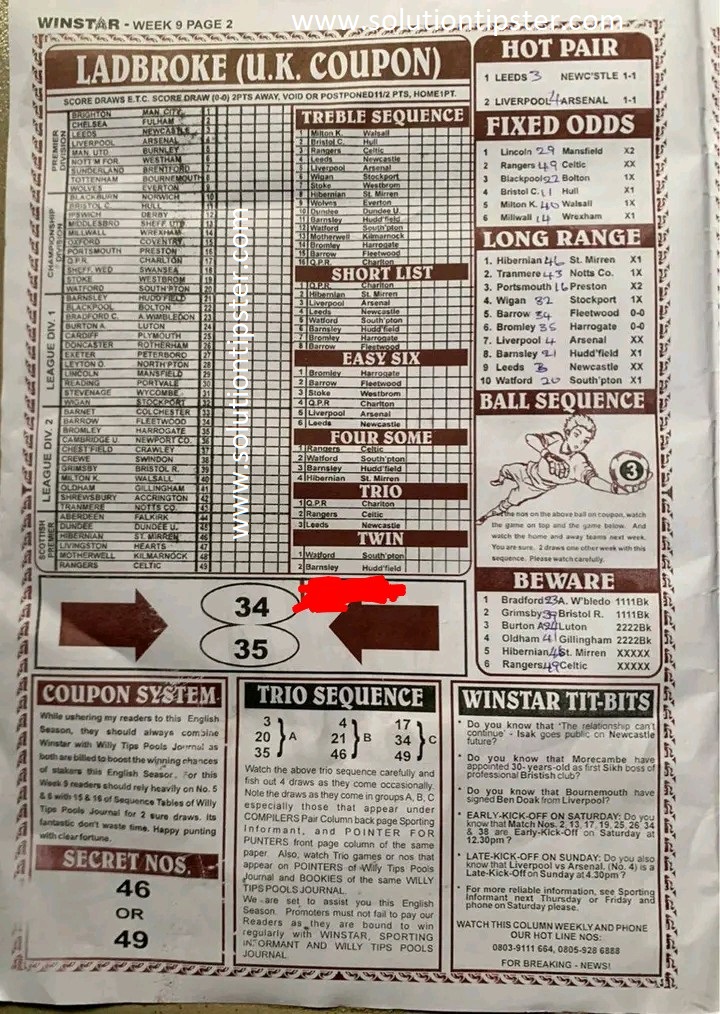 WINSTAR - WEEK 9 PAGE 2
www.solutiontipster.com
LADBROKE (U.K. COUPON)
SCORE DRAWS E.T.C. SCORE DRAW (0-0) 2PTS AWAY, VOID OR POSTPONED11/2 PTS, HOME1PT.
PREMIER DIVISION
BRIGHTON MAN CITY 1
CHELSEA FULHAM 2
LEEDS NEWCASTLE 3
LIVERPOOL ARSENAL 4
MAN. UTD BURNLEY 5
NOTT'M FOR. WESTHAM 6
SUNDERLAND BRENTFORD 7
TOTTENHAM BOURNEMOUTH 8
WOLVES EVERTON 9
CHAMPIONSHIP DIVISION
BLACKBURN NORWICH 10
BRISTOL C. HULL 11
IPSWICH DERBY 12
MIDDLESBRO SHEFF. UTD 13
MILLWALL WREXHAM 14
OXFORD COVENTRY 15
PORTSMOUTH PRESTON 16
Q.P.R. CHARLTON 17
SHEFF. WED SWANSEA 18
STOKE WESTBROM 19
WATFORD SOUTH'PTON 20
LEAGUE DIV. 1
BARNSLEY HUDD'FIELD 21
BLACKPOOL BOLTON 22
BRADFORD C. A WIMBLEDON 23
BURTON A. LUTON 24
CARDIFF PLYMOUTH 25
DONCASTER ROTHERHAM 26
EXETER PETERBORO 27
LEYTON O. NORTH'PTON 28
LINCOLN MANSFIELD 29
READING PORTVALE 30
STEVENAGE WYCOMBE 31
WIGAN STOCKPORT 32
LEAGUE DIV. 2
BARNET COLCHESTER 33
BARROW FLEETWOOD 34
BROMLEY HARROGATE 35
CAMBRIDGE U. NEWPORT CO. 36
CHEST'FIELD CRAWLEY 37
CREWE SWINDON 38
GRIMSBY BRISTOL R. 39
MILTON K. WALSALL 40
OLDHAM GILLINGHAM 41
SHREWSBURY ACCRINGTON 42
TRANMERE NOTTS CO. 43
SCOTTISH PREMIER
ABERDEEN FALKIRK 44
DUNDEE DUNDEE U. 45
HIBERNIAN ST. MIRREN 46
LIVINGSTON HEARTS 47
MOTHERWELL KILMARNOCK 48
RANGERS CELTIC 49
www.solutiontipster.com
TREBLE SEQUENCE
1 Milton K. Walsall
2 Bristol C. Hull
3 Rangers Celtic
4 Leeds Newcastle
5 Liverpool Arsenal
6 Wigan Stockport
7 Stoke Westbrom
8 Hibernian St. Mirren
9 Wolves Everton
10 Dundee Dundee U.
11 Barnsley Hudd'field
12 Watford South'pton
13 Motherwell Kilmarnock
14 Bromley Harrogate
15 Barrow Fleetwood
16 Q.P.R. Charlton
SHORT LIST
1 Q.P.R. Charlton
2 Hibernian St. Mirren
3 Liverpool Arsenal
4 Leeds Newcastle
5 Watford South'pton
6 Barnsley Hudd'field
7 Bromley Harrogate
8 Barrow Fleetwood
EASY SIX
1 Bromley Harrogate
2 Barrow Fleetwood
3 Stoke Westbrom
4 Q.P.R Charlton
5 Liverpool Arsenal
6 Leeds Newcastle
FOUR SOME
1 Rangers Celtic
2 Watford South'pton
3 Barnsley Hudd'field
4 Hibernian St. Mirren
TRIO
1 Q.P.R Charlton
2 Rangers Celtic
3 Leeds Newcastle
TWIN
1 Watford South'pton
2 Barnsley Hudd'field
HOT PAIR
1 LEEDS 3 NEWC'STLE 1-1
2 LIVERPOOL 4 ARSENAL 1-1
FIXED ODDS
1 Lincoln 29 Mansfield X2
2 Rangers 49 Celtic XX
3 Blackpool 22 Bolton 1X
4 Bristol C. 11 Hull X1
5 Milton K. 40 Walsall 1X
6 Millwall 14 Wrexham X1
LONG RANGE
1. Hibernian 46 St. Mirren X1
2. Tranmere 43 Notts Co. 1X
3. Portsmouth 16 Preston X2
4. Wigan 32 Stockport 1X
5. Barrow 34 Fleetwood 0-0
6. Bromley 35 Harrogate 0-0
7. Liverpool 4 Arsenal XX
8. Barnsley 21 Hudd'field X1
9 Leeds 3 Newcastle XX
10 Watford 20 South'pton X1
BALL SEQUENCE
3
Put the nos on the above ball on coupon, watch
the game on top and the game below. And
watch the home and away teams next week.
You are sure. 2 draws one other week with this
sequence. Please watch carefully.
BEWARE
1 Bradford 23 A. W'bledo 1111Bk
2 Grimsby 39 Bristol R. 1111Bk
3 Burton A 24 Luton 2222Bk
4 Oldham 41 Gillingham 2222Bk
5 Hibernian 46 St. Mirren XXXXX
6 Rangers 49 Celtic XXXXX
34
35
COUPON SYSTEM
While ushering my readers to this English
Season, they should always combine
Winstar with Willy Tips Pools Journal as
both are billed to boost the winning chances
of stakers this English Season. For this
Week 9 readers should rely heavily on No. 5
& 6 with 15 & 16 of Sequence Tables of Willy
Tips Pools Journal for 2 sure draws. Its
fantastic don't waste time. Happy punting
with clear fortune.
SECRET NOS.
46
OR
49
TRIO SEQUENCE
3 20 35 } A
4 21 46 } B
17 34 49 } C
Watch the above trio sequence carefully and
fish out 4 draws as they come occasionally.
Note the draws as they come in groups A, B, C
especially those that appear under
COMPILERS Pair Column back page Sporting
Informant, and POINTER FOR
PUNTERS front page column of the same
paper. Also, watch Trio games or nos that
appear on POINTERS of Willy Tips Pools
Journal and BOOKIES of the same WILLY
TIPS POOLS JOURNAL.
We are set to assist you this English
Season. Promoters must not fail to pay our
Readers as they are bound to win
regularly with WINSTAR, SPORTING
INFORMANT AND WILLY TIPS POOLS
JOURNAL
WINSTAR TIT-BITS
* Do you know that 'The relationship can't
continue' - Isak goes public on Newcastle
future?
* Do you know that Morecambe have
appointed 30-years-old as first Sikh boss of
professional Bristish club?
* Do you know that Bournemouth have
signed Ben Doak from Liverpool?
* EARLY-KICK-OFF ON SATURDAY: Do you
know that Match Nos. 2, 13, 17, 19, 25, 26 34
& 38 are Early-Kick-Off on Saturday at
12.30pm?
* LATE-KICK-OFF ON SUNDAY: Do you also
know that Liverpool vs Arsenal, (No. 4) is a
Late-Kick-Off on Sunday at 4.30pm?
* For more reliable information, see Sporting
Informant next Thursday or Friday and
phone on Saturday please.
WATCH THIS COLUMN WEEKLY AND PHONE
OUR HOT LINE NOS:
0803-9111 664, 0805-928 6888
FOR BREAKING - NEWS!